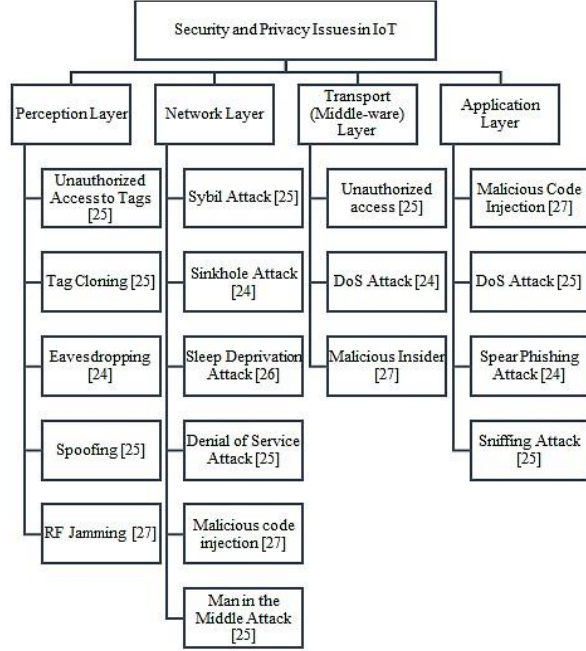 Security and Privacy Issues in IoT
Perception Layer
Network Layer
Transport
(Middle-ware)
Layer
Application
Layer
Unauthorized
Access to Tags
[25]
Tag Cloning [25]
Eavesdropping
[24]
Spoofing [25]
RF Jamming [27]
Sybil Attack [25]
Sinkhole Attack
[24]
Sleep Deprivation
Attack [26]
Denial of Service
Attack [25]
Malicious code
injection [27]
Man in the
Middle Attack
[25]
Unauthorized
access [25]
DoS Attack [24]
Malicious Insider
[27]
Malicious Code
Injection [27]
DoS Attack [25]
Spear Phishing
Attack [24]
Sniffing Attack
[25]